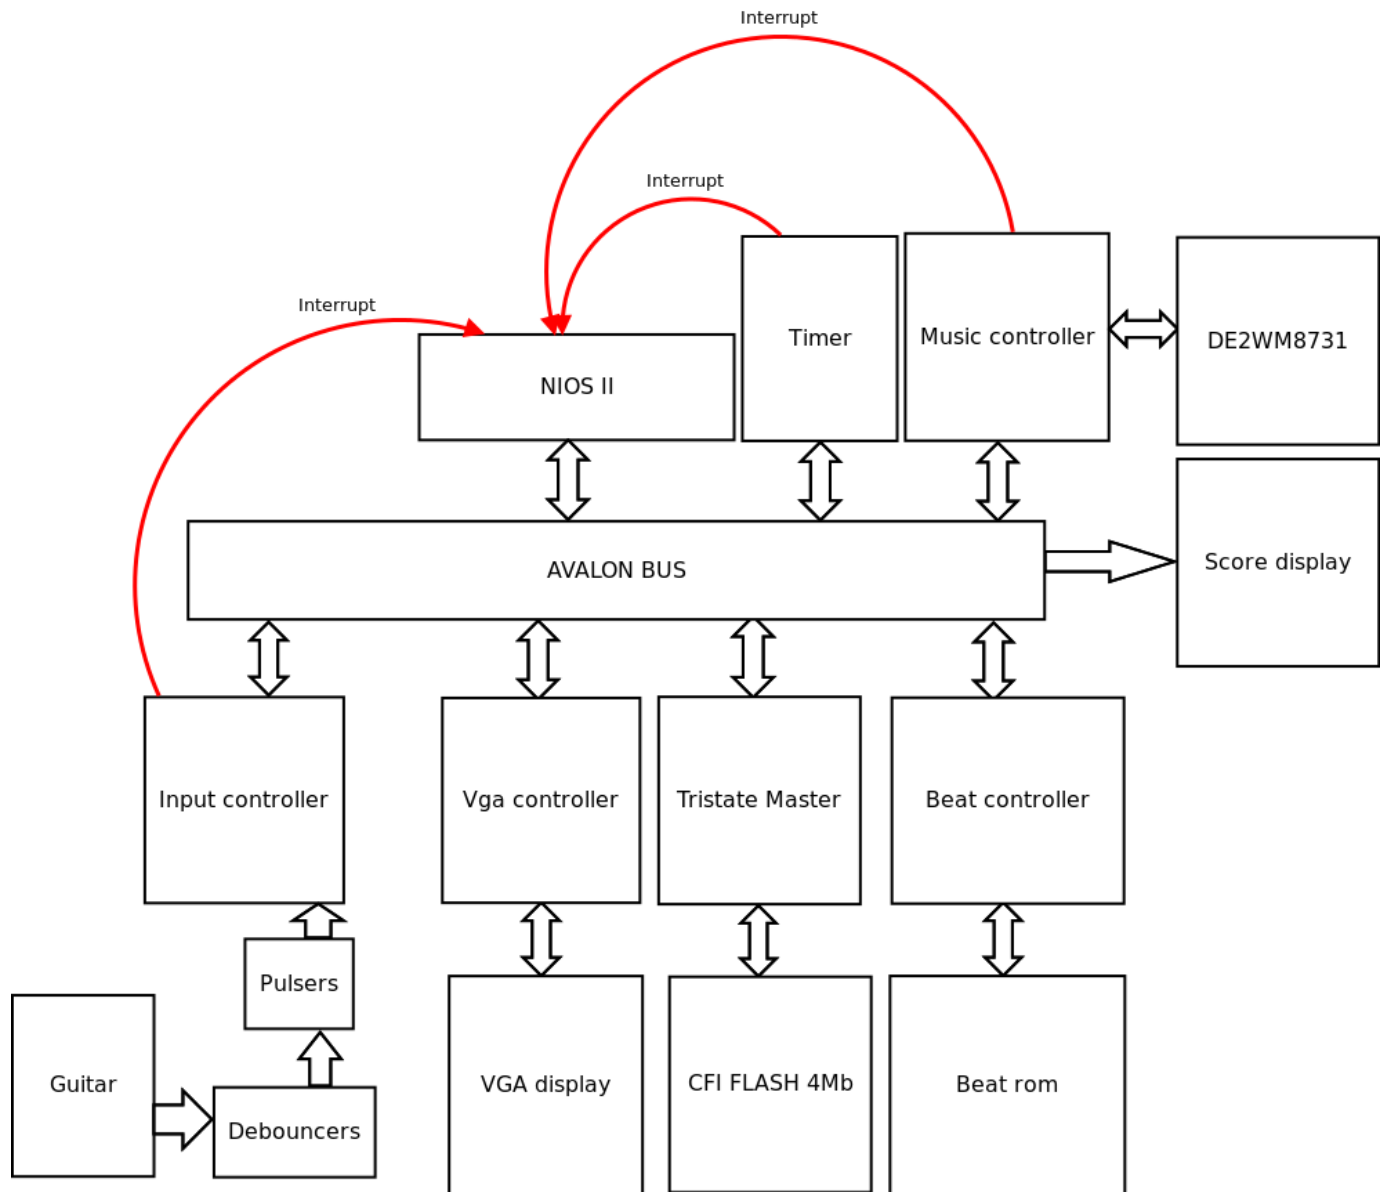 Interrupt
Interrupt
Interrupt
Timer
Music controller
DE2WM8731
NIOS II
AVALON BUS
Score display
Input controller
Vga controller
Tristate Master
Beat controller
Pulsers
Guitar
VGA display
CFI FLASH 4Mb
Beat rom
Debouncers